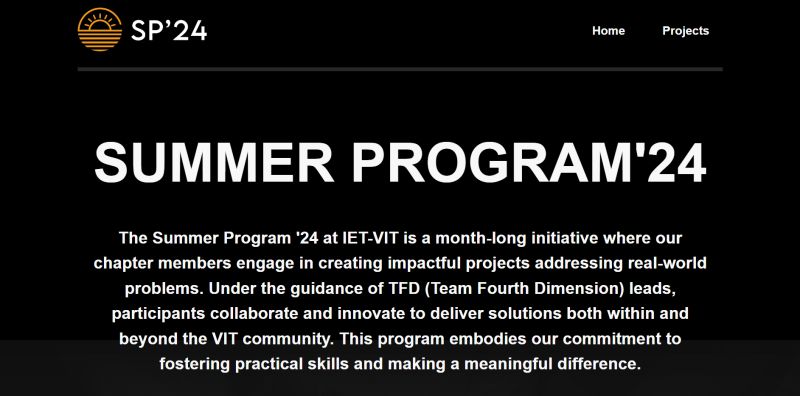 SP'24
Home
Projects
SUMMER PROGRAM'24
The Summer Program '24 at IET-VIT is a month-long initiative where our
chapter members engage in creating impactful projects addressing real-world
problems. Under the guidance of TFD (Team Fourth Dimension) leads,
participants collaborate and innovate to deliver solutions both within and
beyond the VIT community. This program embodies our commitment to
fostering practical skills and making a meaningful difference.